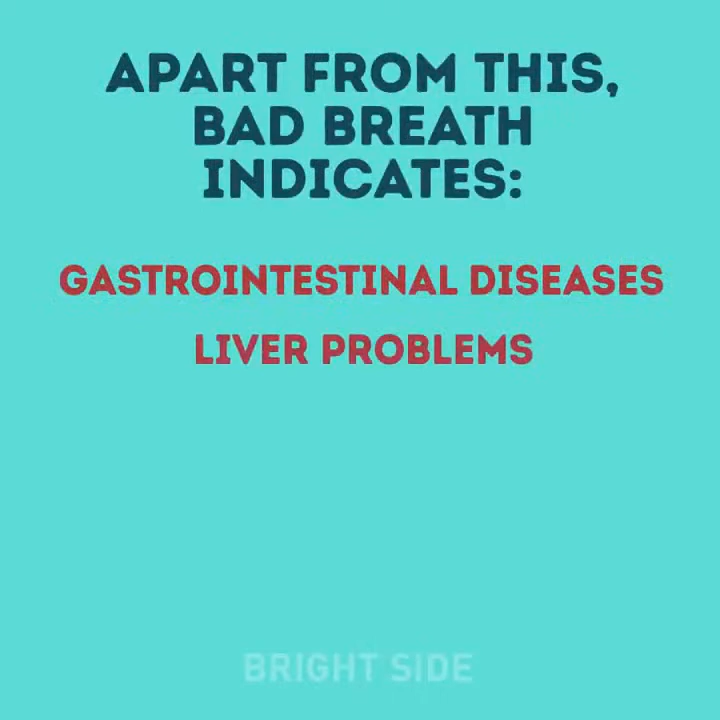 APART FROM THIS,
BAD BREATH
INDICATES:
GASTROINTESTINAL DISEASES
LIVER PROBLEMS
BRIGHT SIDE